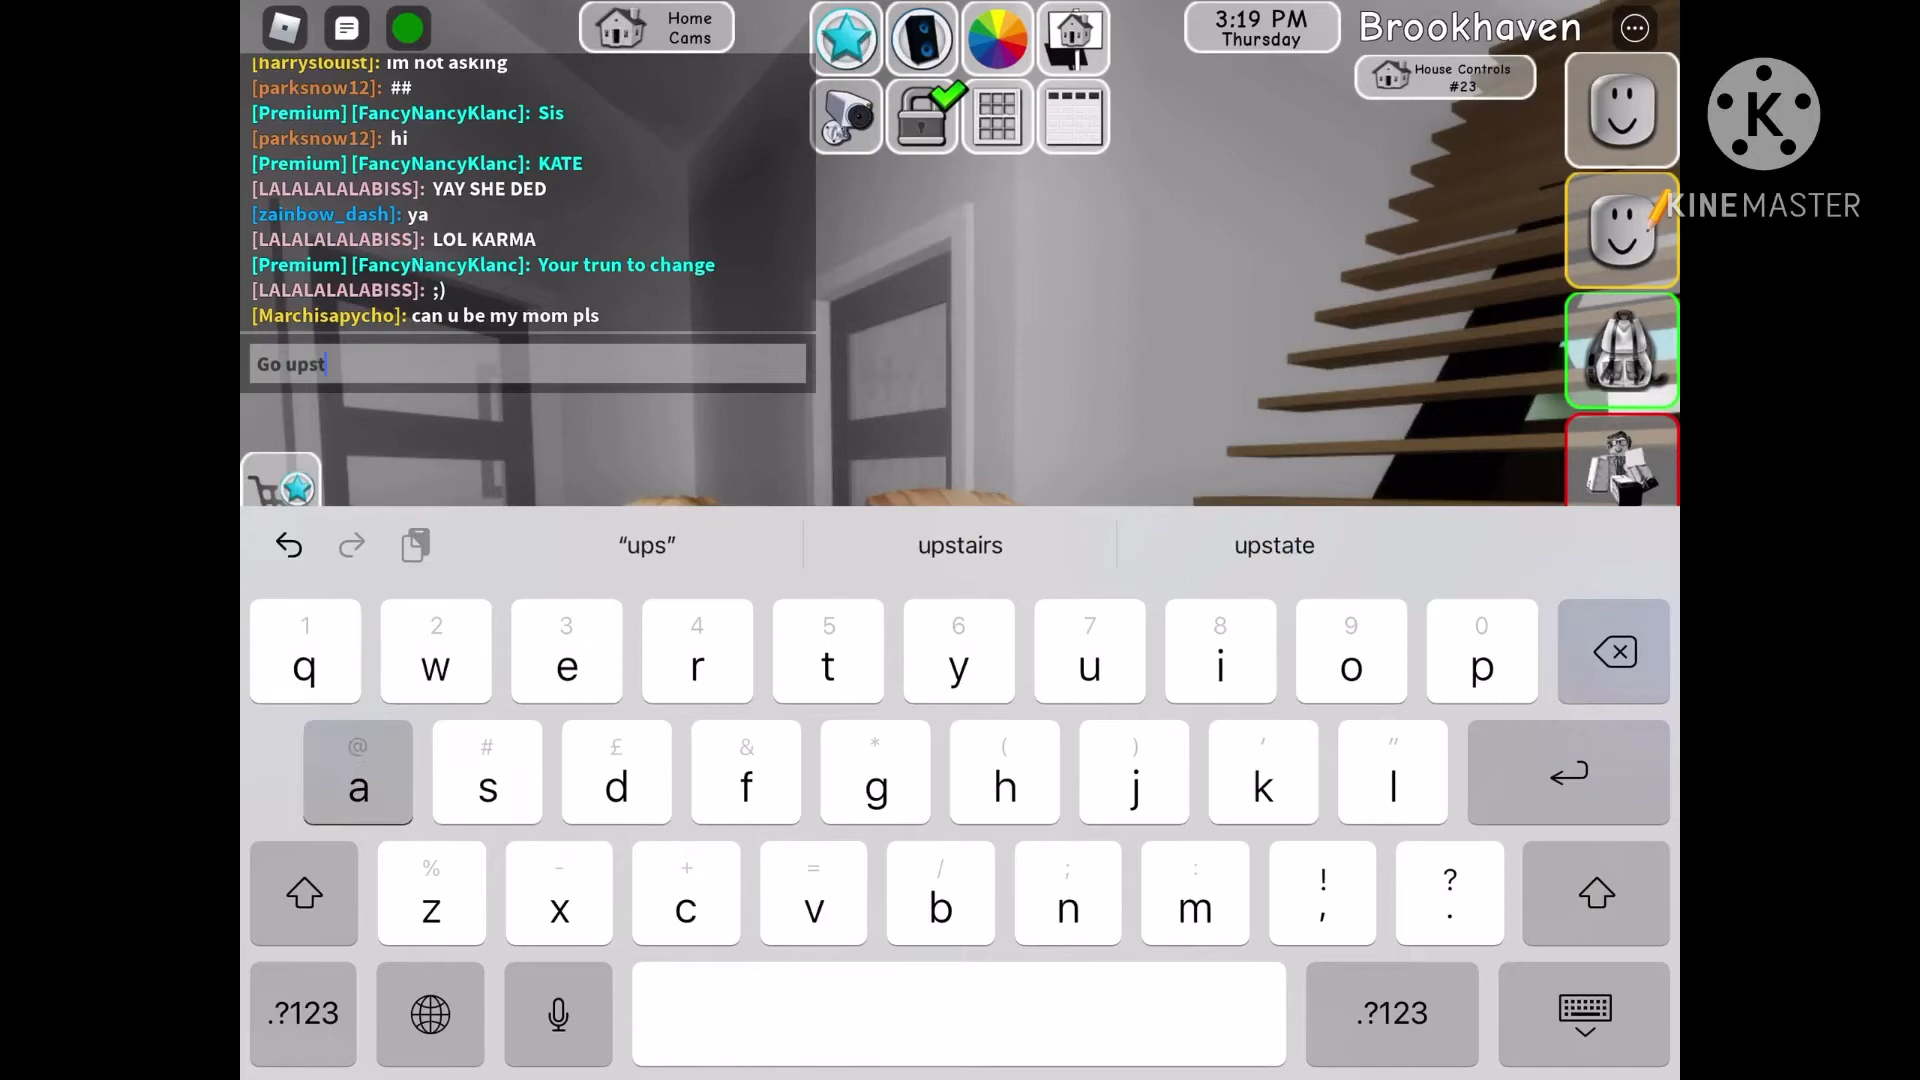 Home
Cams
3:19 PM
Thursday
Brookhaven
House Controls
#23
K
KINEMASTER
[harryslouist]: im not asking
[parksnow12]: ##
[Premium] [FancyNancyKlanc]: Sis
[parksnow12]: hi
[Premium] [FancyNancyKlanc]: KATE
[LALALALALABISS]: YAY SHE DED
[zainbow_dash]: ya
[LALALALALABISS]: LOL KARMA
[Premium] [FancyNancyKlanc]: Your trun to change
[LALALALALABISS]: ;)
[Marchisapycho]: can u be my mom pls
Go upst
“ups” upstairs upstate
1 2 3 4 5 6 7 8 9 0
q w e r t y u i o p
@ # £ & * ( ) ' "
a s d f g h j k l
% - + = / ; : ! ?
z x c v b n m , .
.?123 .?123